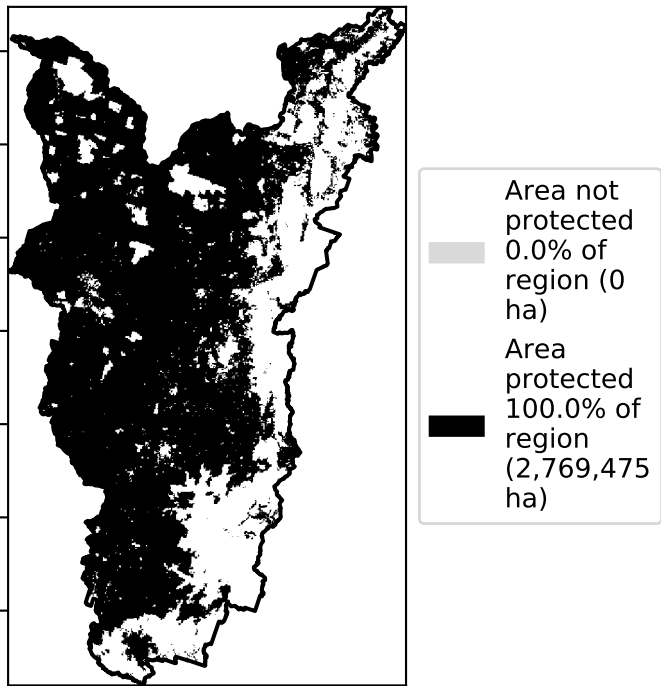 Area not
protected
0.0% of
region (0
ha)
Area
protected
100.0% of
region
(2,769,475
ha)